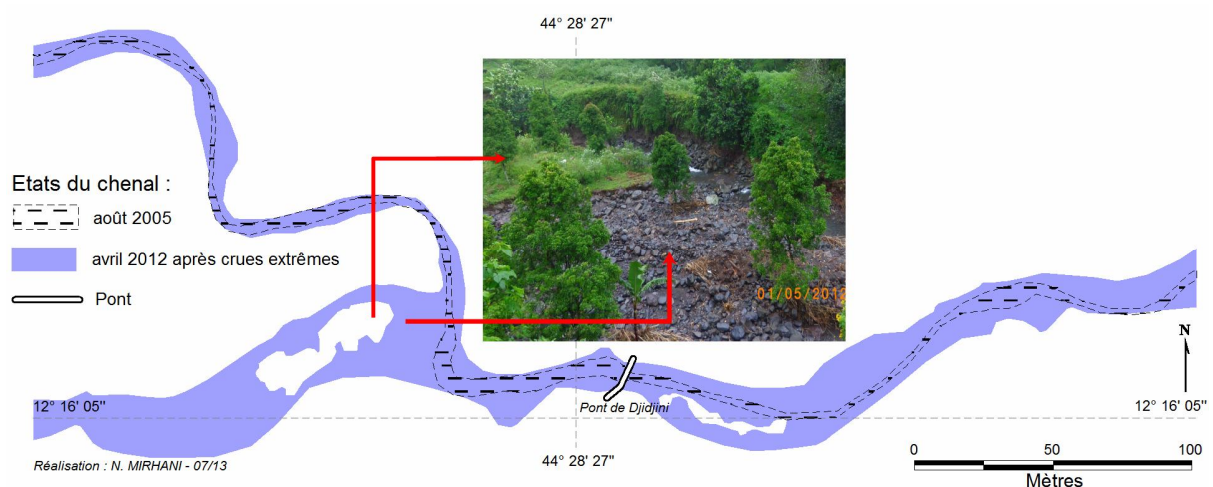 44° 28' 27"
Etats du chenal :
août 2005
avril 2012 après crues extrêmes
Pont
01/05/2012
N
12° 16' 05"
Pont de Djidjini
12° 16' 05"
Réalisation : N. MIRHANI - 07/13
44° 28' 27"
0 50 100
Mètres